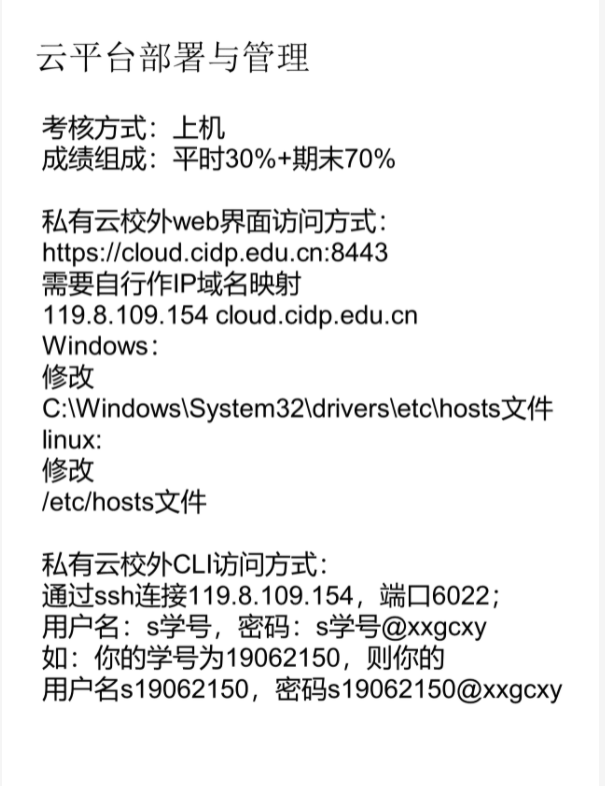 云平台部署与管理
考核方式：上机
成绩组成：平时30%+期末70%
私有云校外web界面访问方式：
https://cloud.cidp.edu.cn:8443
需要自行作IP域名映射
119.8.109.154 cloud.cidp.edu.cn
Windows：
修改
C:\Windows\System32\drivers\etc\hosts文件
linux:
修改
/etc/hosts文件
私有云校外CLI访问方式：
通过ssh连接119.8.109.154，端口6022；
用户名：s学号，密码：s学号@xxgcxy
如：你的学号为19062150，则你的
用户名s19062150，密码s19062150@xxgcxy